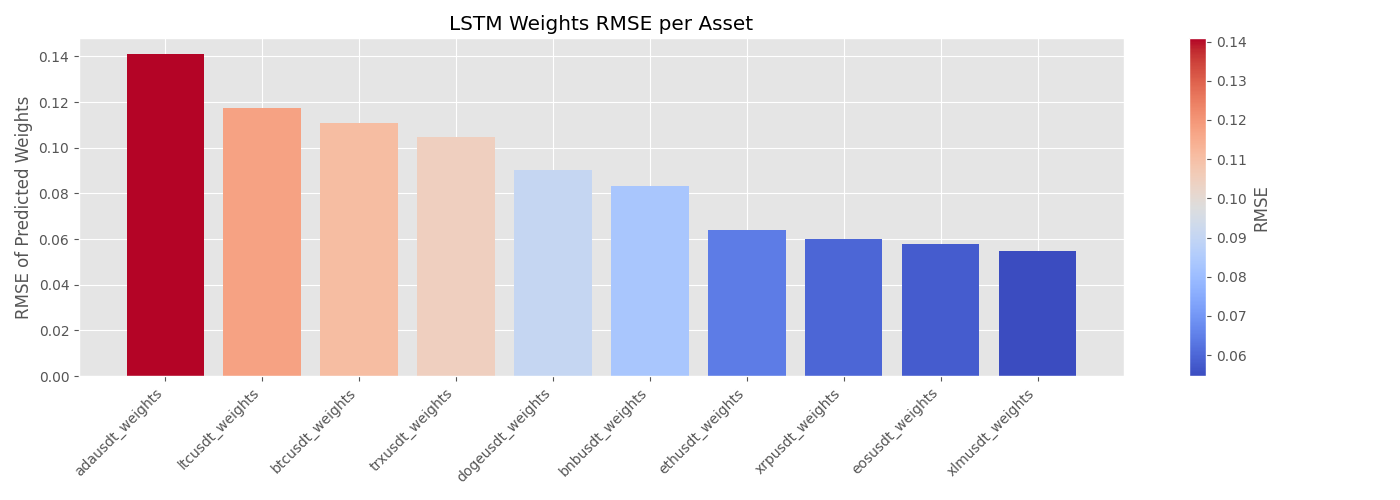 LSTM Weights RMSE per Asset
RMSE of Predicted Weights
0.14
0.12
0.10
0.08
0.06
0.04
0.02
0.00
adausdt_weights
ltcusdt_weights
btcusdt_weights
trxusdt_weights
dogeusdt_weights
bnbusdt_weights
ethusdt_weights
xrpusdt_weights
eosusdt_weights
xlmusdt_weights
0.14
0.13
0.12
0.11
0.10
0.09
0.08
0.07
0.06
RMSE